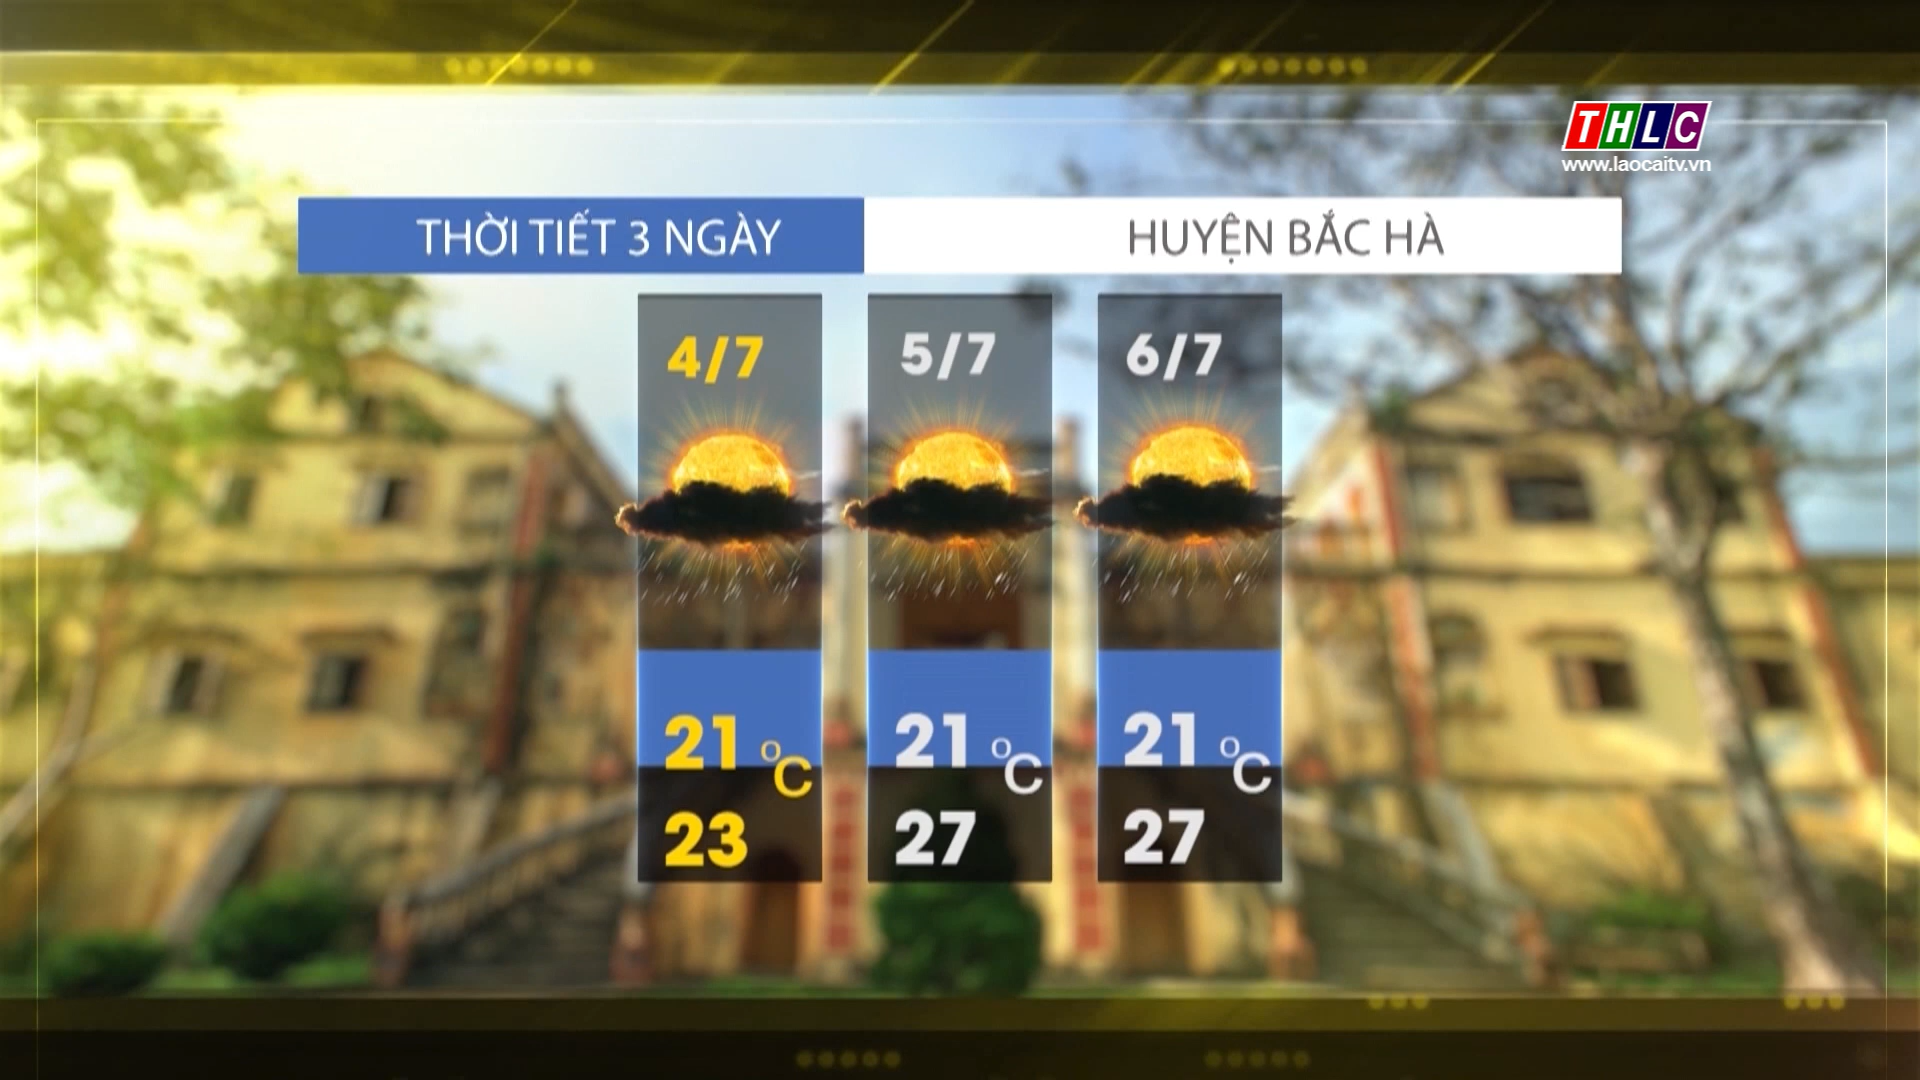 THLC
www.laocaitv.vn
THỜI TIẾT 3 NGÀY
HUYỆN BẮC HÀ
4/7
5/7
6/7
21 °C
23
21 °C
27
21 °C
27